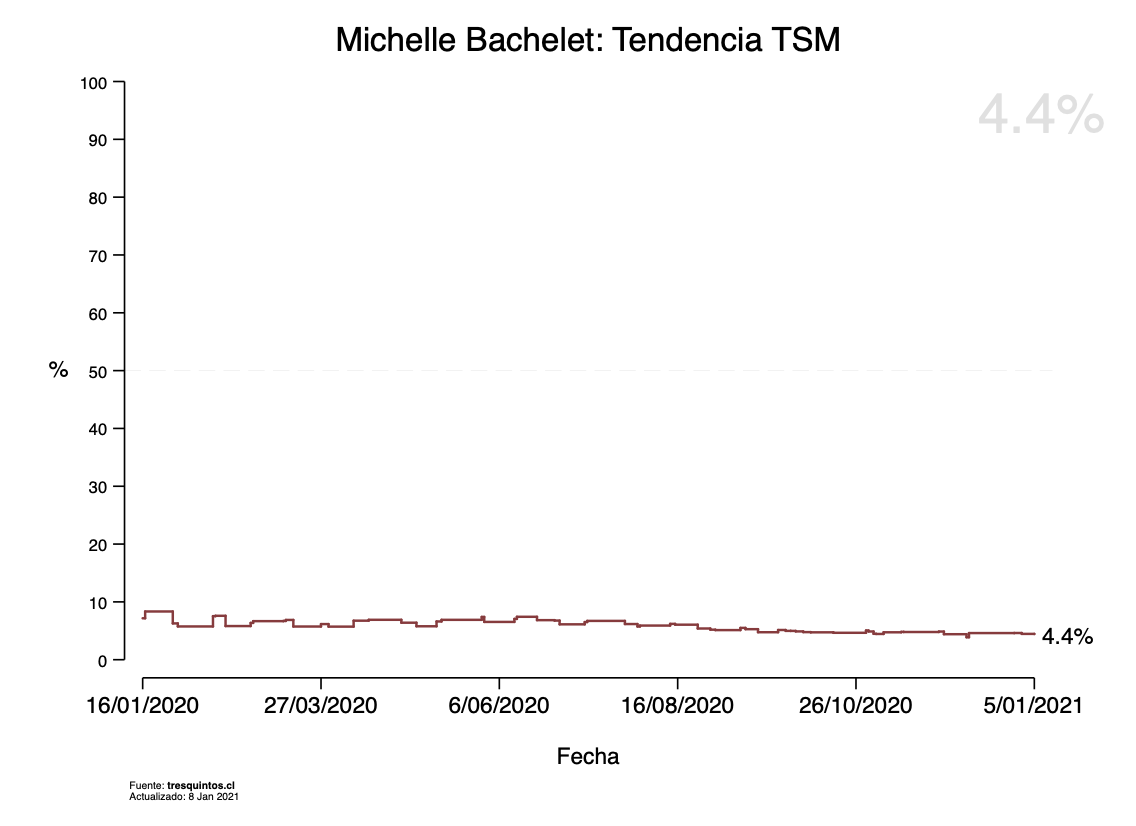 Michelle Bachelet: Tendencia TSM
4.4%
100
90
80
70
60
50
40
30
20
10
0
%
4.4%
16/01/2020 27/03/2020 6/06/2020 16/08/2020 26/10/2020 5/01/2021
Fecha
Fuente: tresquintos.cl
Actualizado: 8 Jan 2021